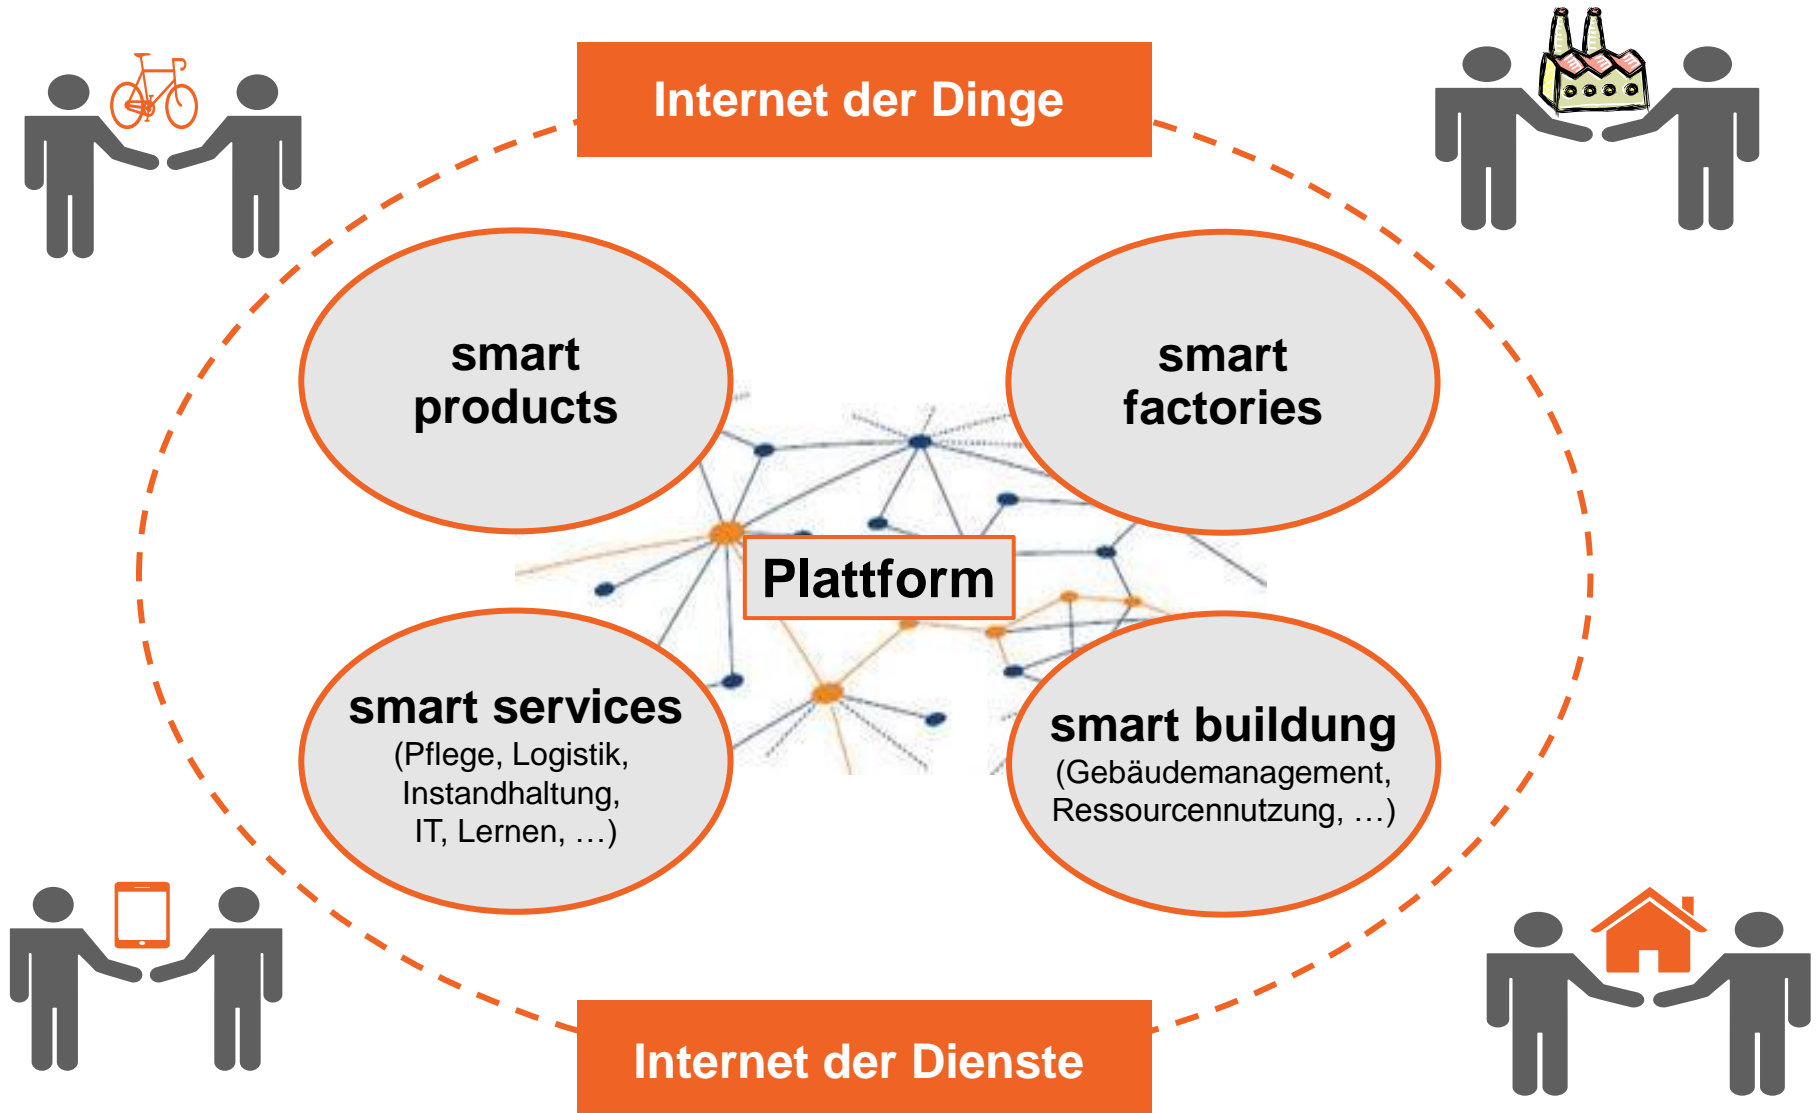 Internet der Dinge
smart
products
smart
factories
Plattform
smart services
(Pflege, Logistik,
Instandhaltung,
IT, Lernen, …)
smart buildung
(Gebäudemanagement,
Ressourcennutzung, …)
Internet der Dienste